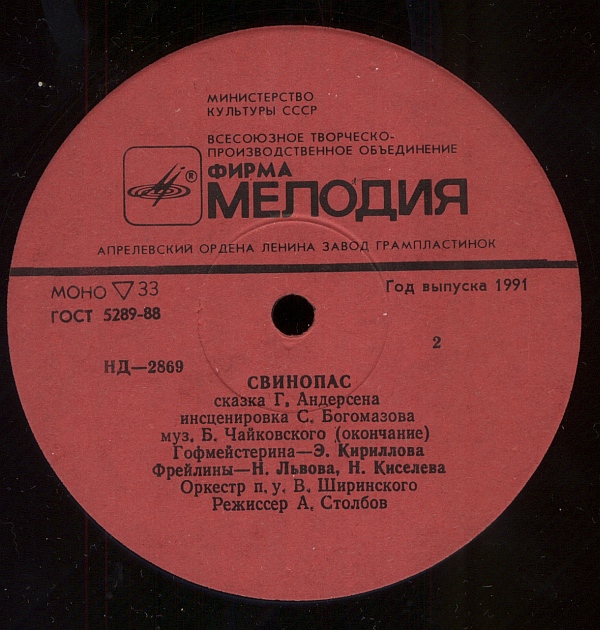 МИНИСТЕРСТВО
КУЛЬТУРЫ СССР
ВСЕСОЮЗНОЕ ТВОРЧЕСКО-
ПРОИЗВОДСТВЕННОЕ ОБЪЕДИНЕНИЕ
ФИРМА
® МЕЛОДИЯ
АПРЕЛЕВСКИЙ ОРДЕНА ЛЕНИНА ЗАВОД ГРАМПЛАСТИНОК
МОНО ▽ 33
Год выпуска 1991
ГОСТ 5289-88
2
НД—2869
СВИНОПАС
сказка Г. Андерсена
инсценировка С. Богомазова
муз. Б. Чайковского (окончание)
Гофмейстерина—Э. Кириллова
Фрейлины—Н. Львова, Н. Киселева
Оркестр п. у. В. Ширинского
Режиссер А. Столбов